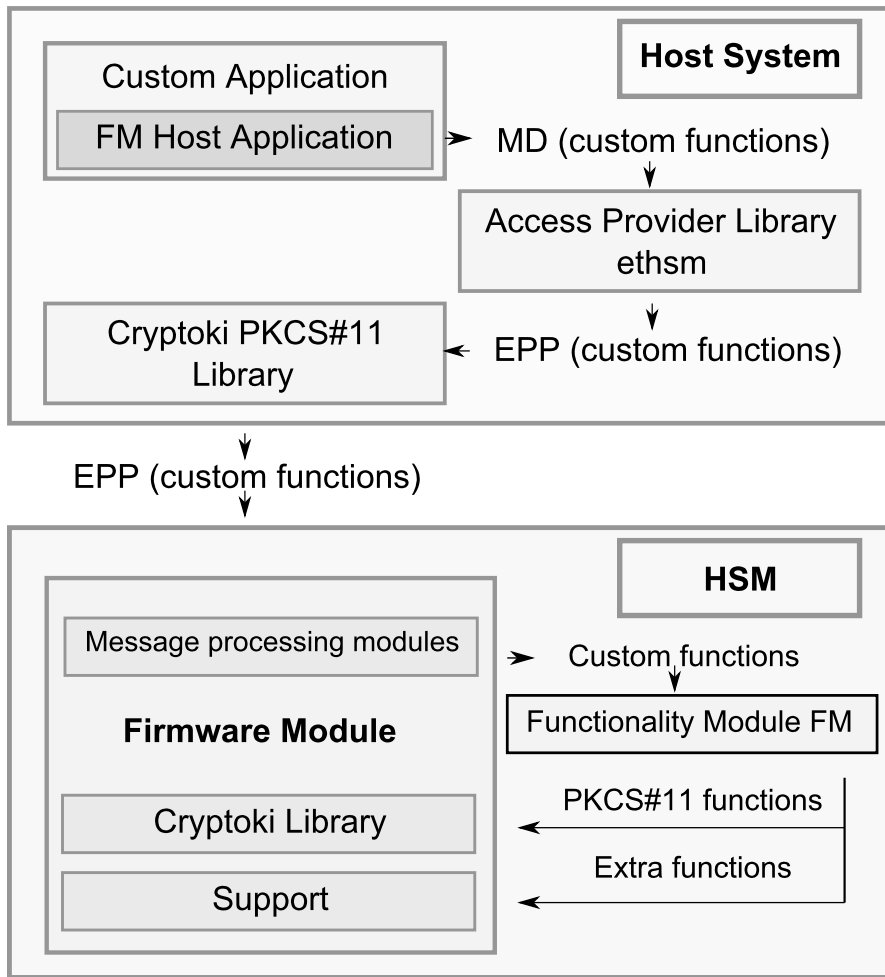 Host System
Custom Application
FM Host Application
MD (custom functions)
Access Provider Library
ethsm
EPP (custom functions)
Cryptoki PKCS#11
Library
EPP (custom functions)
HSM
Message processing modules
Custom functions
Functionality Module FM
Firmware Module
PKCS#11 functions
Cryptoki Library
Extra functions
Support